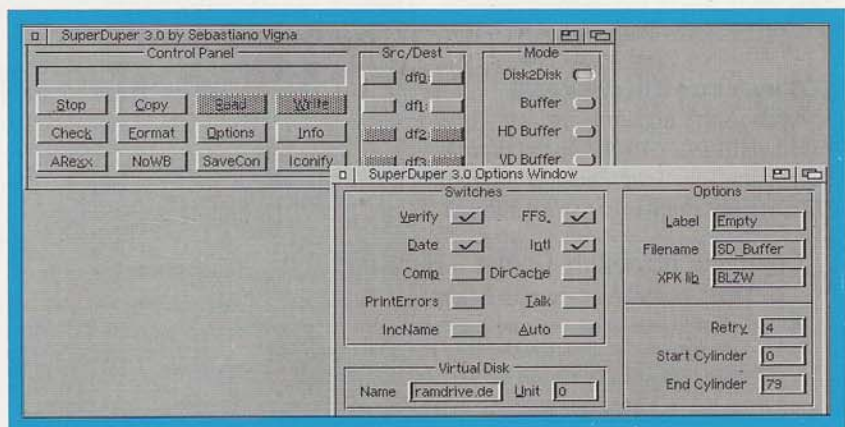 SuperDuper 3.0 by Sebastiano Vigna
Control Panel
Src/Dest
Mode
df0:
Disk2Disk
df1:
Buffer
Stop Copy Read Write
df2:
HD Buffer
Check Format Options Info
df3:
VD Buffer
ARexx NoWB SaveCon Iconify
SuperDuper 3.0 Options Window
Switches
Options
Verify FFS
Label Empty
Date Intl
Filename SD_Buffer
Comp DirCache
XPK lib BLZW
PrintErrors Talk
IncName Auto
Retry 4
Start Cylinder 0
Virtual Disk
End Cylinder 79
Name ramdrive.de Unit 0